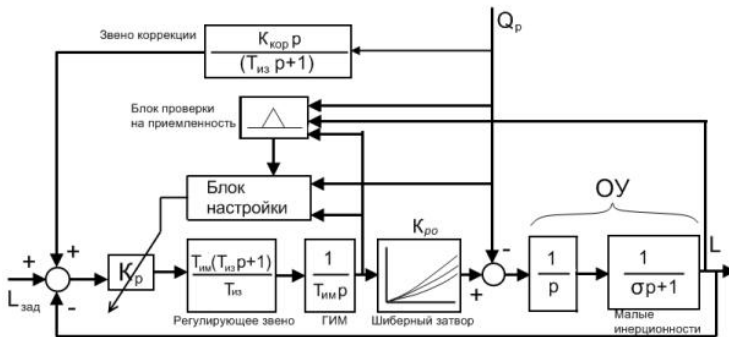 Q_р
Звено коррекции
K_кор p
(T_из p+1)
Блок проверки
на приемленность
Блок
настройки
ОУ
K_ро
+
+
-
K_р
T_им(T_из p+1)
T_из
1
T_им p
-
+
1
p
1
σp+1
L
L_зад
Регулирующее звено
ГИМ
Шиберный затвор
Малые
инерционности